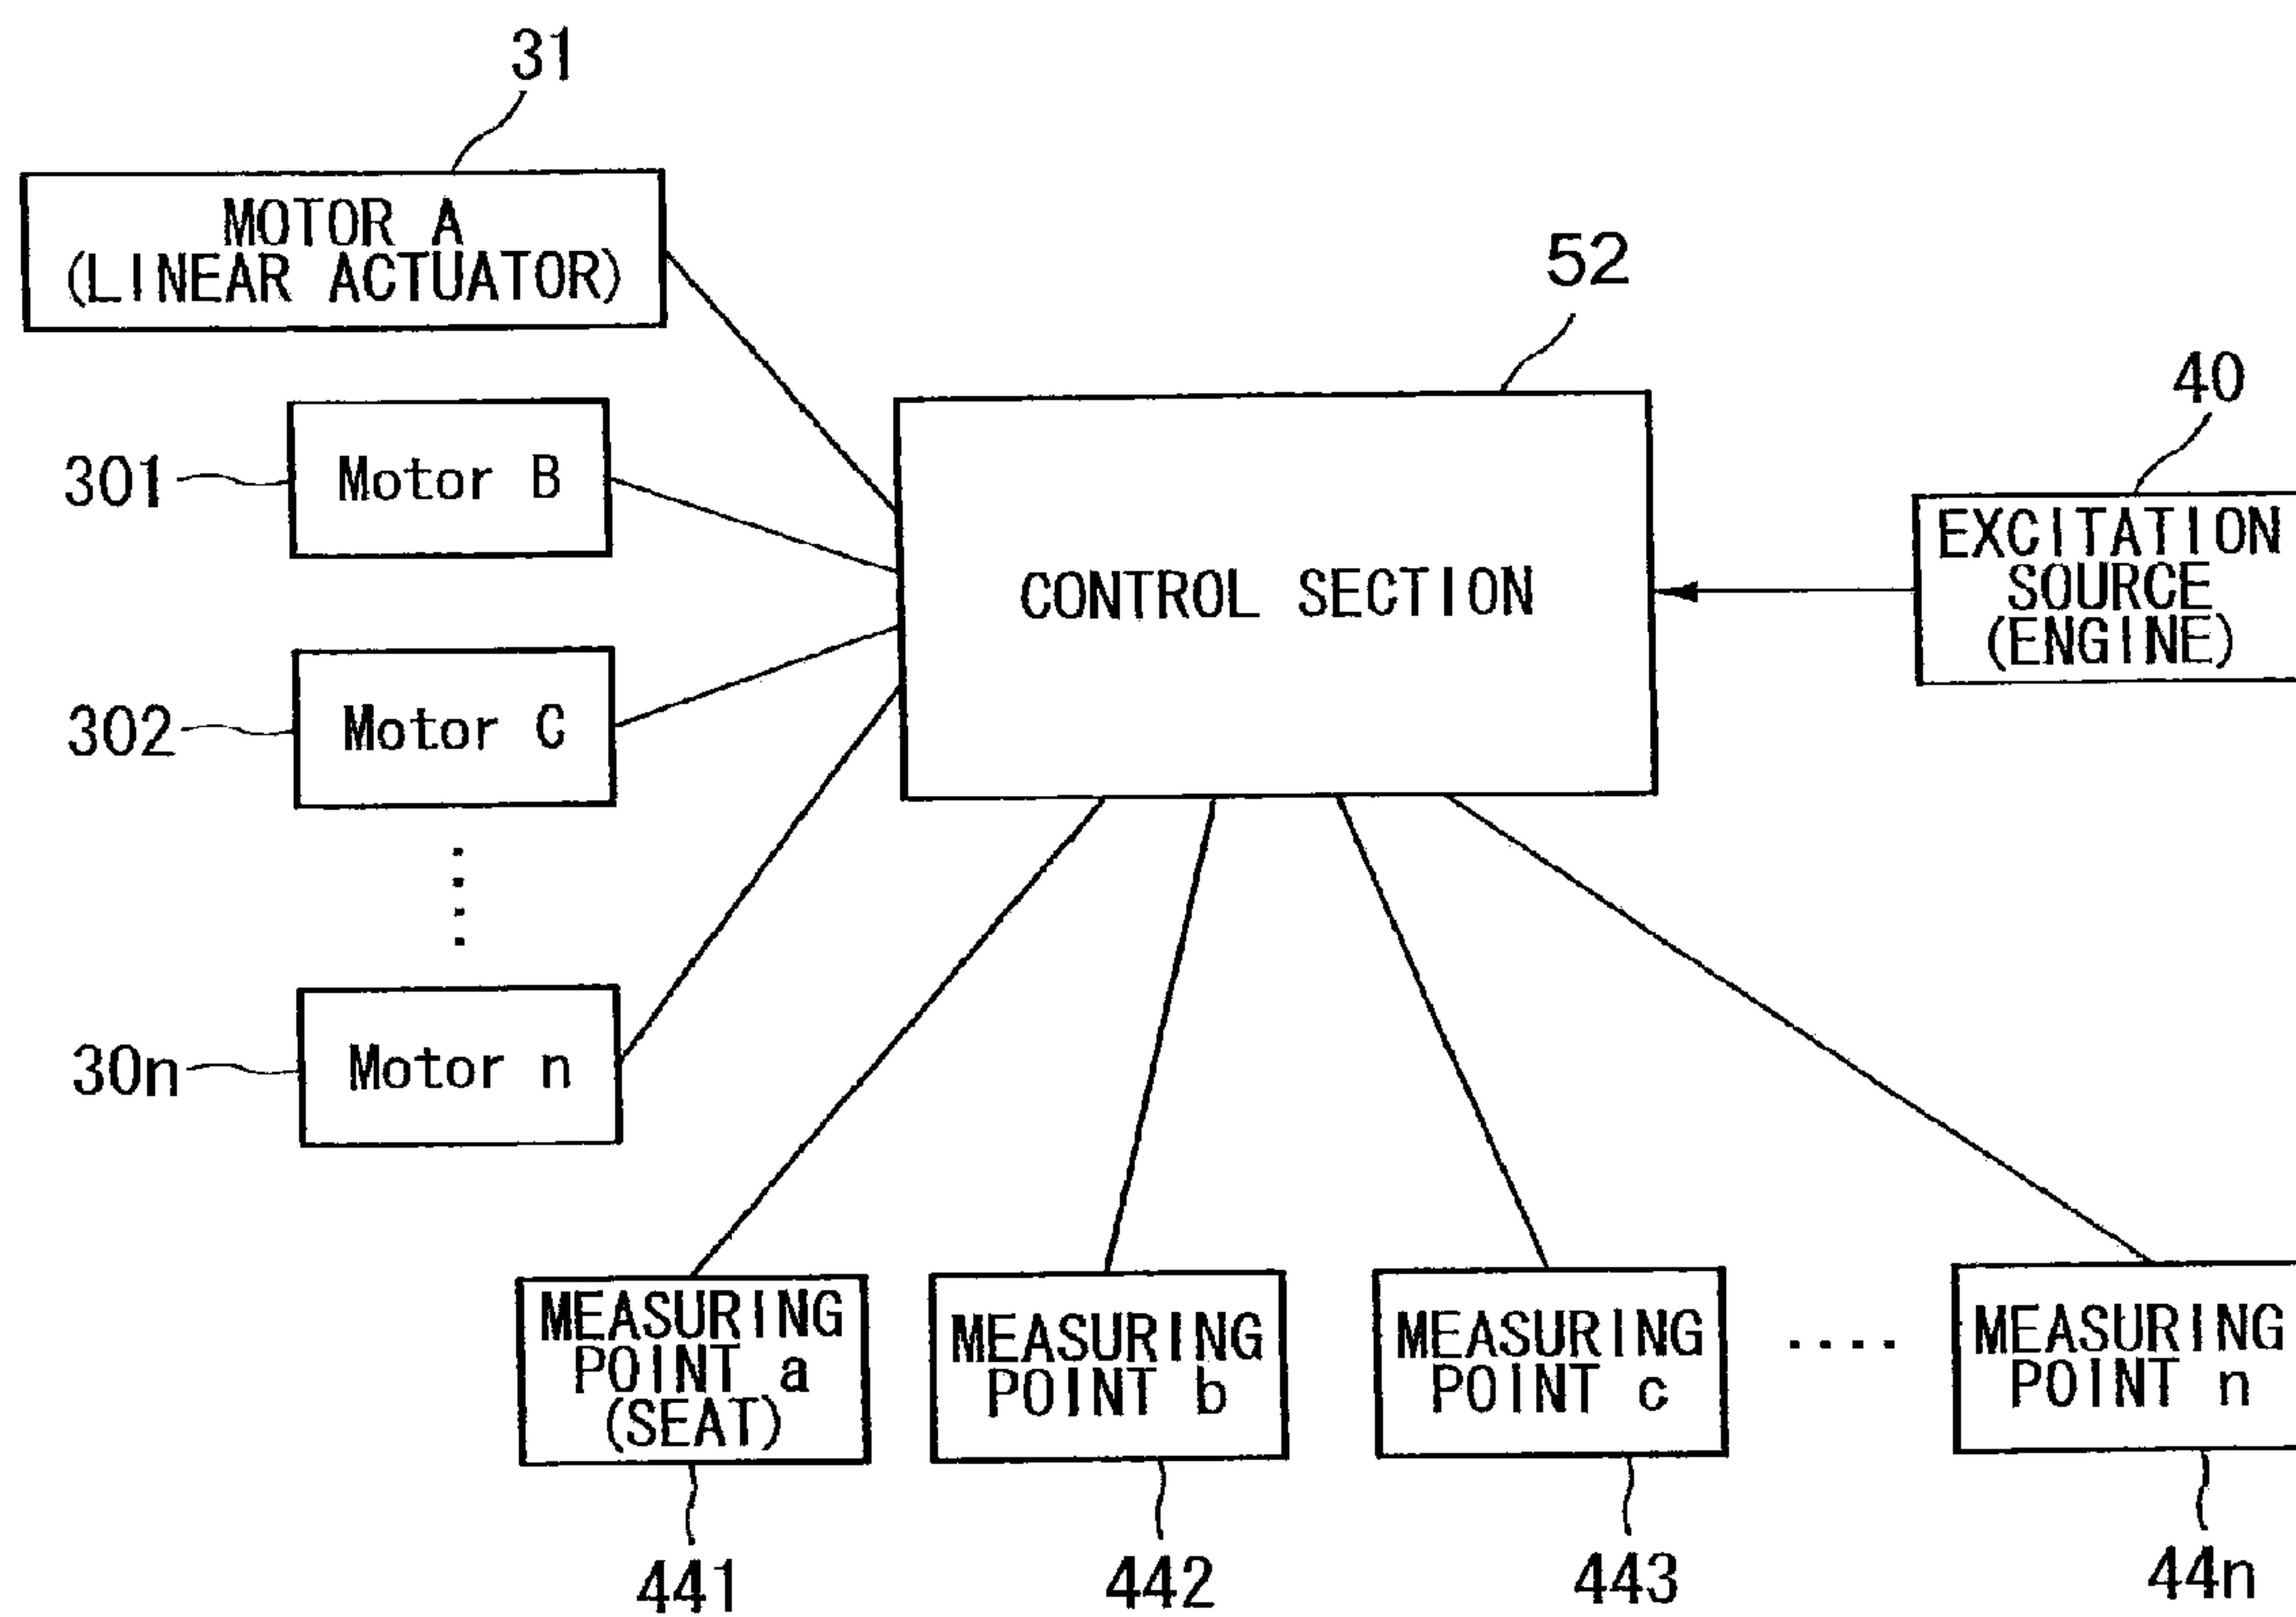 31
MOTOR A
(LINEAR ACTUATOR)
52
40
301
Motor B
EXCITATION
SOURCE
(ENGINE)
CONTROL SECTION
302
Motor C
30n
Motor n
MEASURING
POINT a
(SEAT)
MEASURING
POINT b
MEASURING
POINT c
MEASURING
POINT n
441
442
443
44n